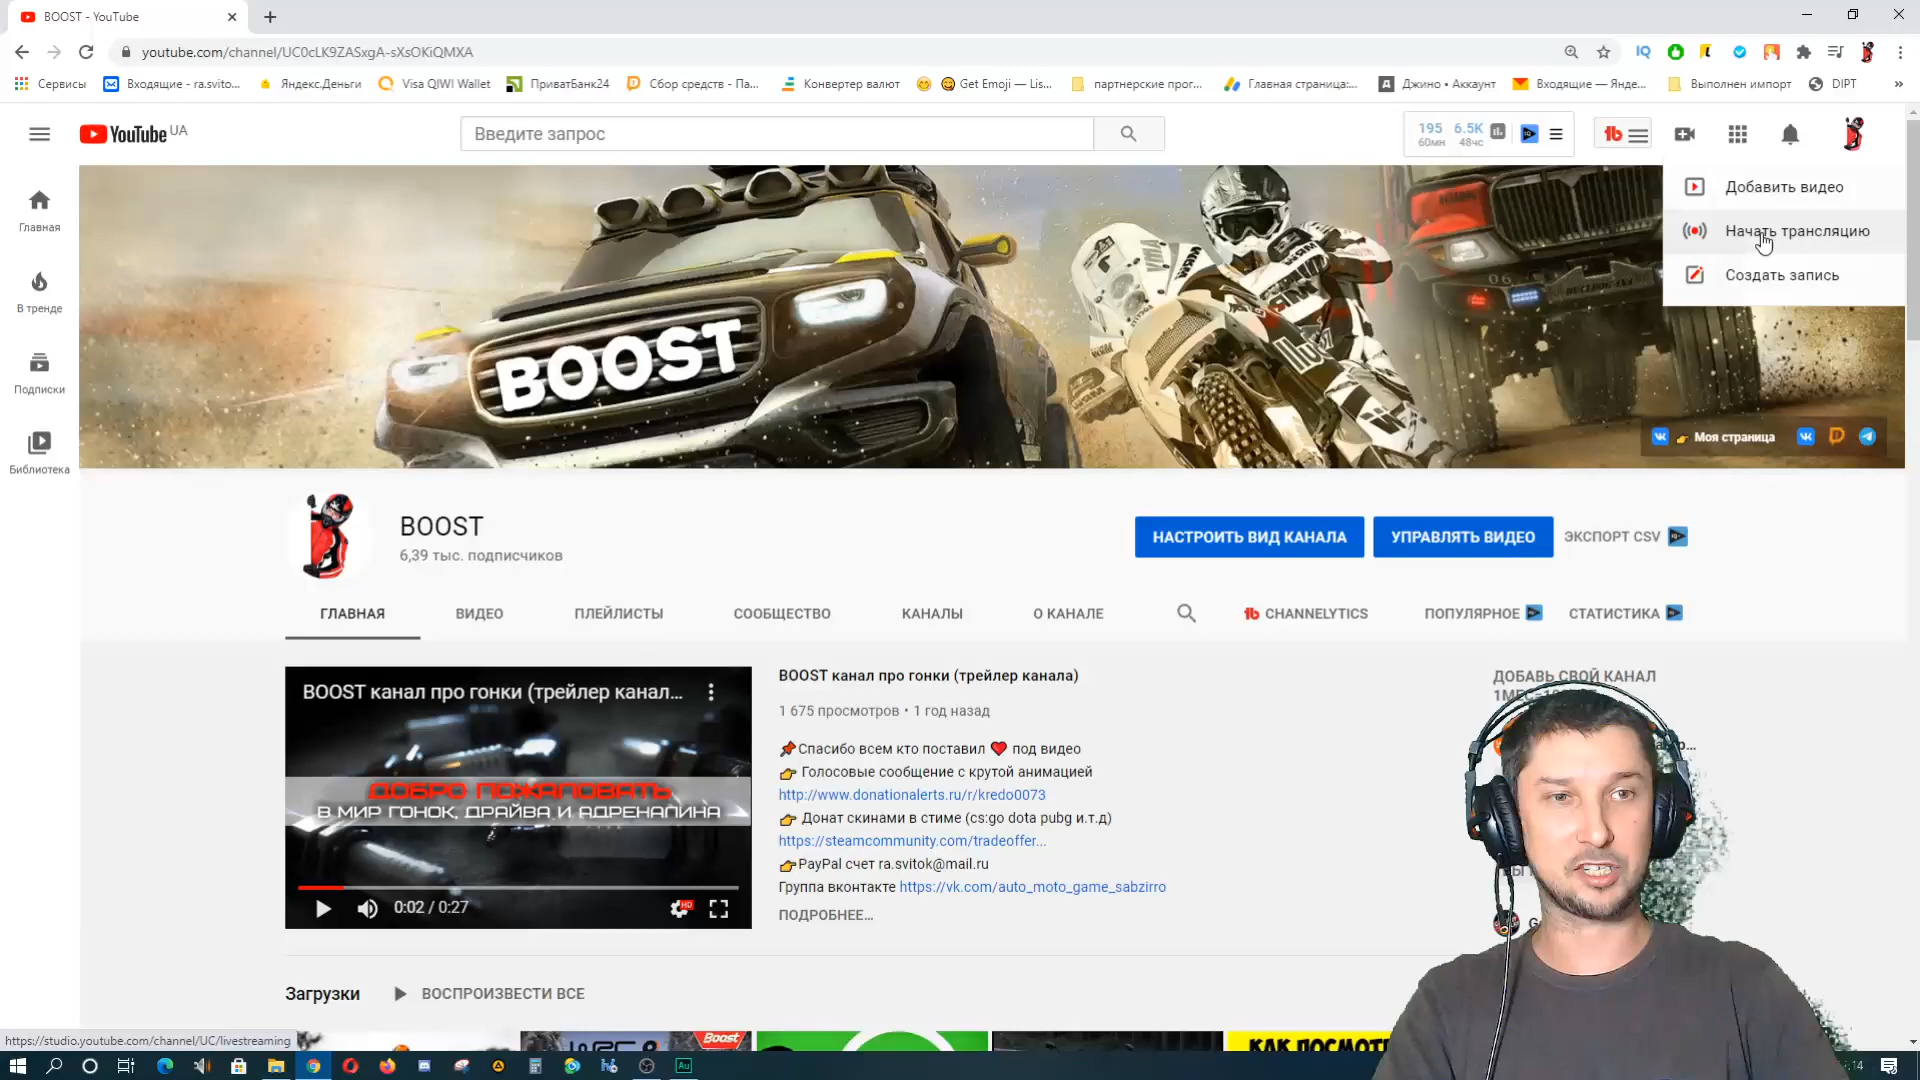 BOOST - YouTube
youtube.com/channel/UC0cLK9ZASxgA-sXsOKiQMXA
Сервисы
Входящие - ra.svito...
Яндекс.Деньги
Visa QIWI Wallet
ПриватБанк24
Сбор средств - Па...
Конвертер валют
Get Emoji — Lis...
партнерские прог...
Главная страница:...
Джино • Аккаунт
Входящие — Янде...
Выполнен импорт
DIPT
YouTube UA
Введите запрос
195 6.5K
60мн 48чс
Добавить видео
Начать трансляцию
Создать запись
Главная
В тренде
Подписки
Библиотека
BOOST
Моя страница
BOOST
6,39 тыс. подписчиков
НАСТРОИТЬ ВИД КАНАЛА
УПРАВЛЯТЬ ВИДЕО
ЭКСПОРТ CSV
ГЛАВНАЯ
ВИДЕО
ПЛЕЙЛИСТЫ
СООБЩЕСТВО
КАНАЛЫ
О КАНАЛЕ
CHANNELYTICS
ПОПУЛЯРНОЕ
СТАТИСТИКА
BOOST канал про гонки (трейлер канал...
ДОБРО ПОЖАЛОВАТЬ
В МИР ГОНОК, ДРАЙВА И АДРЕНАЛИНА
0:02 / 0:27
BOOST канал про гонки (трейлер канала)
1 675 просмотров • 1 год назад
Спасибо всем кто поставил ❤ под видео
Голосовые сообщение с крутой анимацией
http://www.donationalerts.ru/r/kredo0073
Донат скинами в стиме (cs:go dota pubg и.т.д)
https://steamcommunity.com/tradeoffer...
PayPal счет ra.svitok@mail.ru
Группа вконтакте https://vk.com/auto_moto_game_sabzirro
ПОДРОБНЕЕ...
ДОБАВЬ СВОЙ КАНАЛ
Загрузки
ВОСПРОИЗВЕСТИ ВСЕ
Boost
КАК ПОСМОТР
https://studio.youtube.com/channel/UC/livestreaming